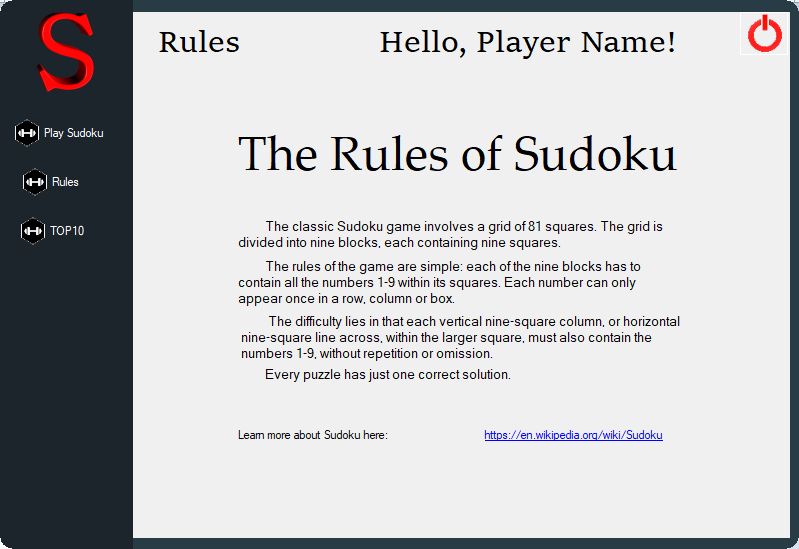 S
Rules
Hello, Player Name!
Play Sudoku
Rules
TOP10
The Rules of Sudoku
The classic Sudoku game involves a grid of 81 squares. The grid is
divided into nine blocks, each containing nine squares.
The rules of the game are simple: each of the nine blocks has to
contain all the numbers 1-9 within its squares. Each number can only
appear once in a row, column or box.
The difficulty lies in that each vertical nine-square column, or horizontal
nine-square line across, within the larger square, must also contain the
numbers 1-9, without repetition or omission.
Every puzzle has just one correct solution.
Learn more about Sudoku here:
https://en.wikipedia.org/wiki/Sudoku